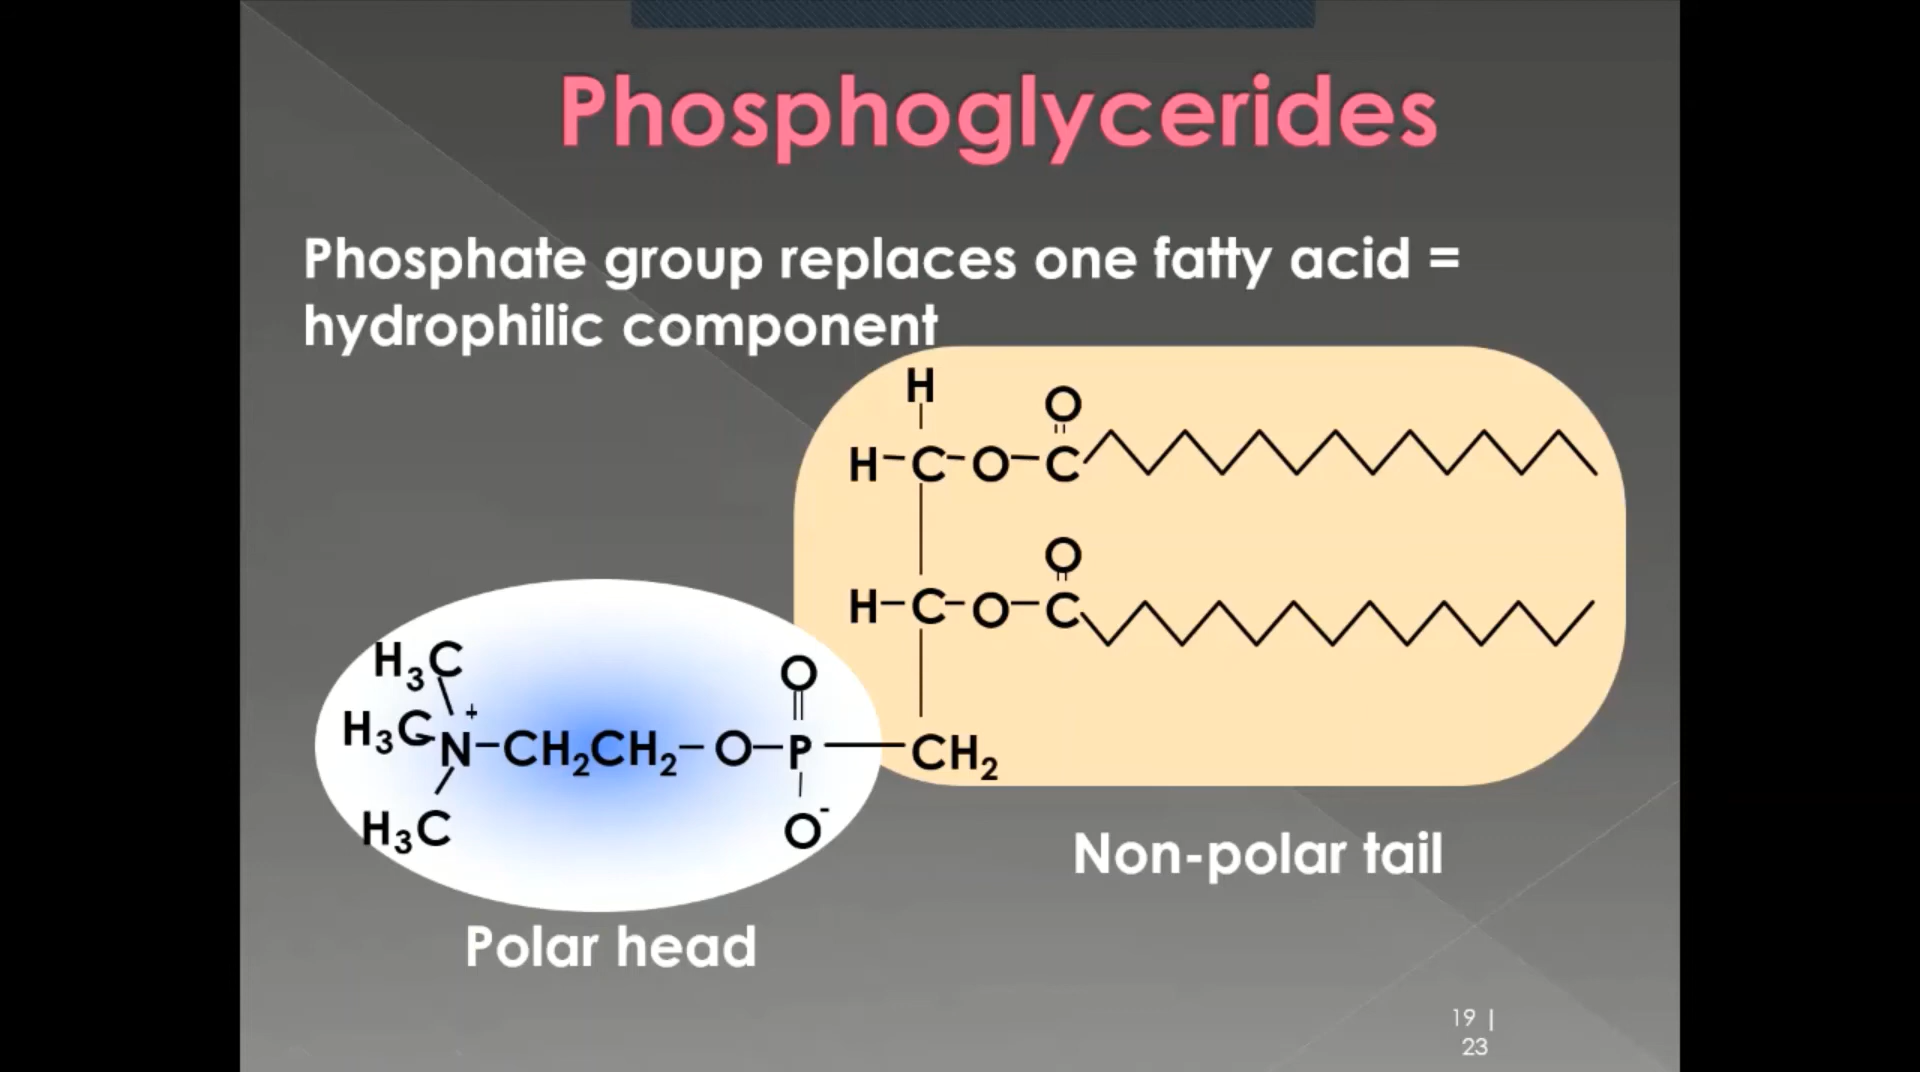 Phosphoglycerides
Phosphate group replaces one fatty acid =
hydrophilic component
H
O
H-C-O-C
O
H-C-O-C
H₃C
O
H₃C
+
N-CH₂CH₂-O-P—CH₂
H₃C
O⁻
Non-polar tail
Polar head
19 |
23